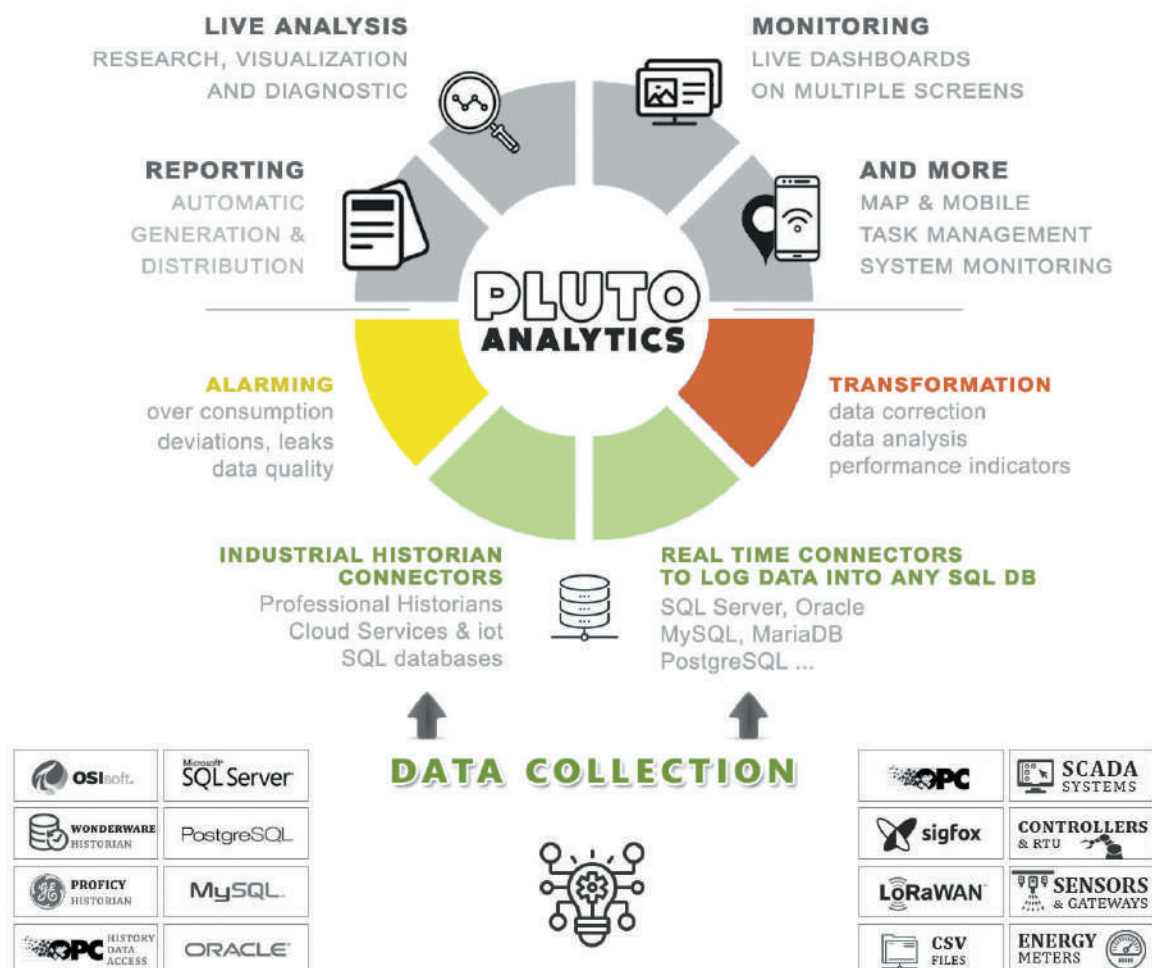 LIVE ANALYSIS
RESEARCH, VISUALIZATION
AND DIAGNOSTIC
MONITORING
LIVE DASHBOARDS
ON MULTIPLE SCREENS
REPORTING
AUTOMATIC
GENERATION &
DISTRIBUTION
AND MORE
MAP & MOBILE
TASK MANAGEMENT
SYSTEM MONITORING
PLUTO
ANALYTICS
ALARMING
over consumption
deviations, leaks
data quality
TRANSFORMATION
data correction
data analysis
performance indicators
INDUSTRIAL HISTORIAN
CONNECTORS
Professional Historians
Cloud Services & iot
SQL databases
REAL TIME CONNECTORS
TO LOG DATA INTO ANY SQL DB
SQL Server, Oracle
MySQL, MariaDB
PostgreSQL ...
DATA COLLECTION
OSIsoft.
Microsoft
SQL Server
WONDERWARE
HISTORIAN
PostgreSQL
GE
PROFICY
HISTORIAN
MySQL
OPC
HISTORY
DATA
ACCESS
ORACLE
OPC
SCADA
SYSTEMS
sigfox
CONTROLLERS
& RTU
LoRaWAN
SENSORS
& GATEWAYS
CSV
FILES
ENERGY
METERS